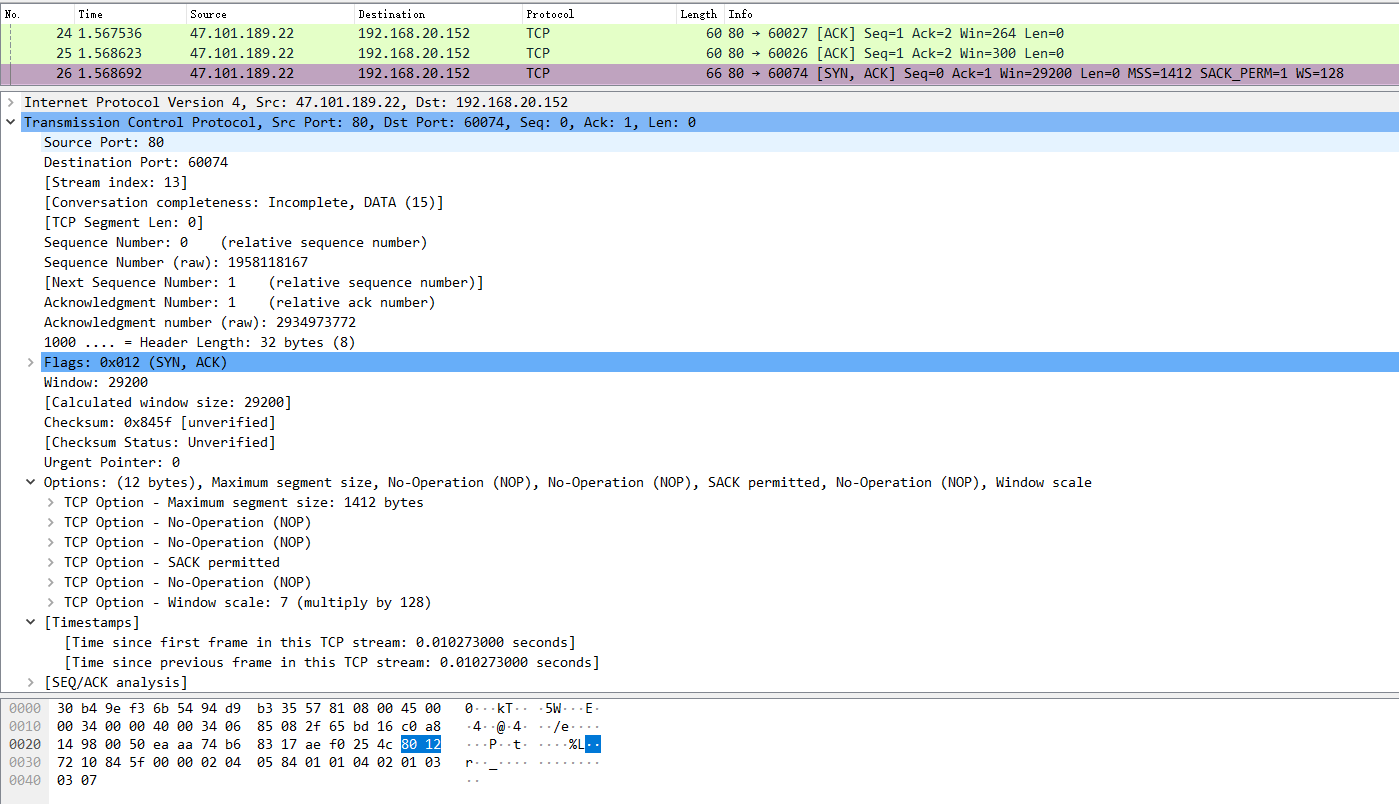 No. Time Source Destination Protocol Length Info
24 1.567536 47.101.189.22 192.168.20.152 TCP 60 80 → 60027 [ACK] Seq=1 Ack=2 Win=264 Len=0
25 1.568623 47.101.189.22 192.168.20.152 TCP 60 80 → 60026 [ACK] Seq=1 Ack=2 Win=300 Len=0
26 1.568692 47.101.189.22 192.168.20.152 TCP 66 80 → 60074 [SYN, ACK] Seq=0 Ack=1 Win=29200 Len=0 MSS=1412 SACK_PERM=1 WS=128
Internet Protocol Version 4, Src: 47.101.189.22, Dst: 192.168.20.152
Transmission Control Protocol, Src Port: 80, Dst Port: 60074, Seq: 0, Ack: 1, Len: 0
Source Port: 80
Destination Port: 60074
[Stream index: 13]
[Conversation completeness: Incomplete, DATA (15)]
[TCP Segment Len: 0]
Sequence Number: 0    (relative sequence number)
Sequence Number (raw): 1958118167
[Next Sequence Number: 1    (relative sequence number)]
Acknowledgment Number: 1    (relative ack number)
Acknowledgment number (raw): 2934973772
1000 .... = Header Length: 32 bytes (8)
Flags: 0x012 (SYN, ACK)
Window: 29200
[Calculated window size: 29200]
Checksum: 0x845f [unverified]
[Checksum Status: Unverified]
Urgent Pointer: 0
Options: (12 bytes), Maximum segment size, No-Operation (NOP), No-Operation (NOP), SACK permitted, No-Operation (NOP), Window scale
TCP Option - Maximum segment size: 1412 bytes
TCP Option - No-Operation (NOP)
TCP Option - No-Operation (NOP)
TCP Option - SACK permitted
TCP Option - No-Operation (NOP)
TCP Option - Window scale: 7 (multiply by 128)
[Timestamps]
[Time since first frame in this TCP stream: 0.010273000 seconds]
[Time since previous frame in this TCP stream: 0.010273000 seconds]
[SEQ/ACK analysis]
0000 30 b4 9e f3 6b 54 94 d9 b3 35 57 81 08 00 45 00 0···kT·· ·5W···E·
0010 00 34 00 00 40 00 34 06 85 08 2f 65 bd 16 c0 a8 ·4··@·4· ··/e····
0020 14 98 00 50 ea aa 74 b6 83 17 ae f0 25 4c 80 12 ···P··t· ····%L··
0030 72 10 84 5f 00 00 02 04 05 84 01 01 04 02 01 03 r··_···· ········
0040 03 07 ··